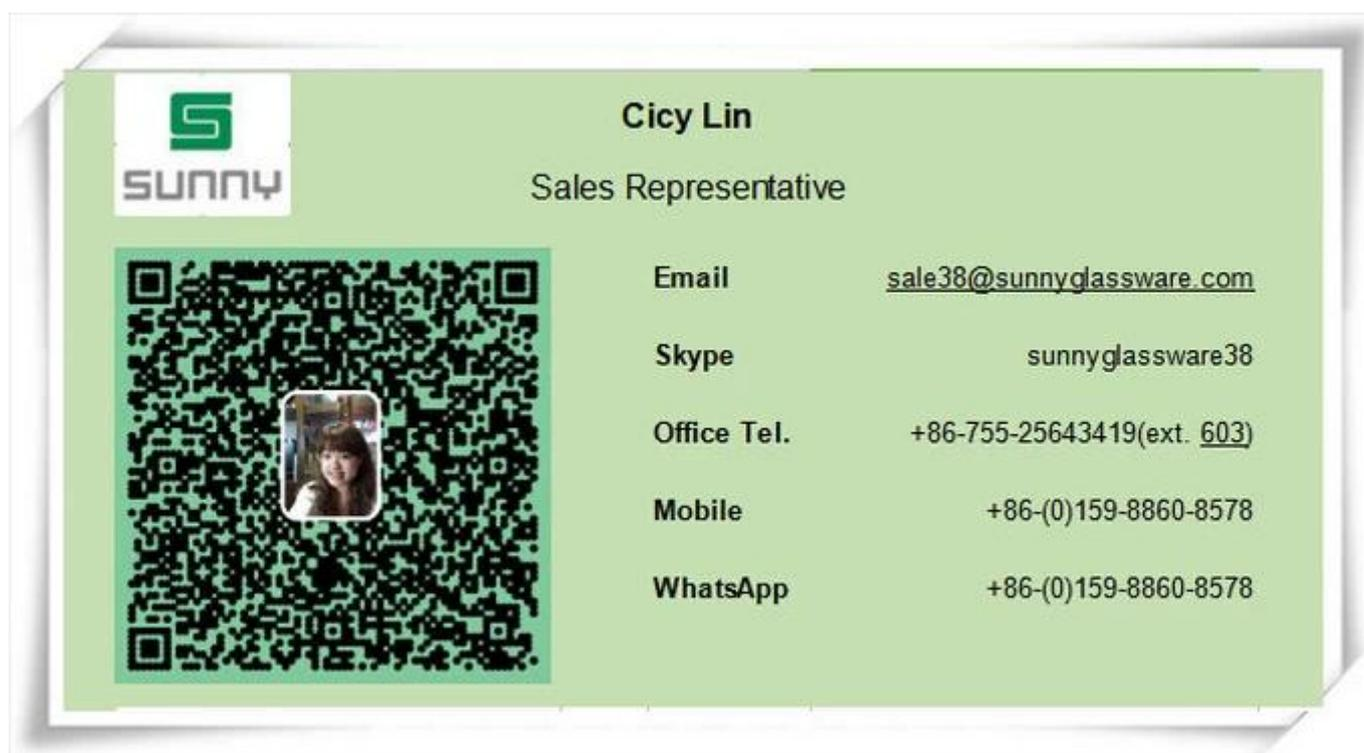 SUNNY
Cicy Lin
Sales Representative
Email sale38@sunnyglassware.com
Skype sunnyglassware38
Office Tel. +86-755-25643419(ext. 603)
Mobile +86-(0)159-8860-8578
WhatsApp +86-(0)159-8860-8578